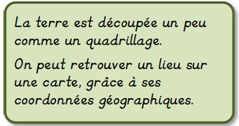 La terre est découpée un peu
comme un quadrillage.
On peut retrouver un lieu sur
une carte, grâce à ses
coordonnées géographiques.